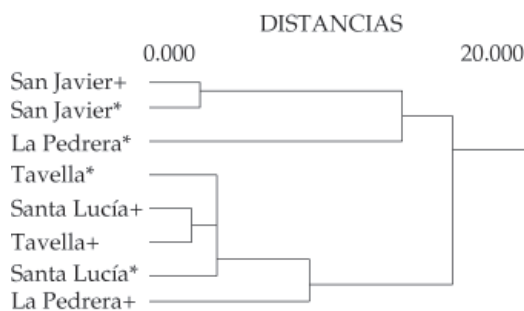 DISTANCIAS
0.000 20.000
San Javier+
San Javier*
La Pedrera*
Tavella*
Santa Lucía+
Tavella+
Santa Lucía*
La Pedrera+